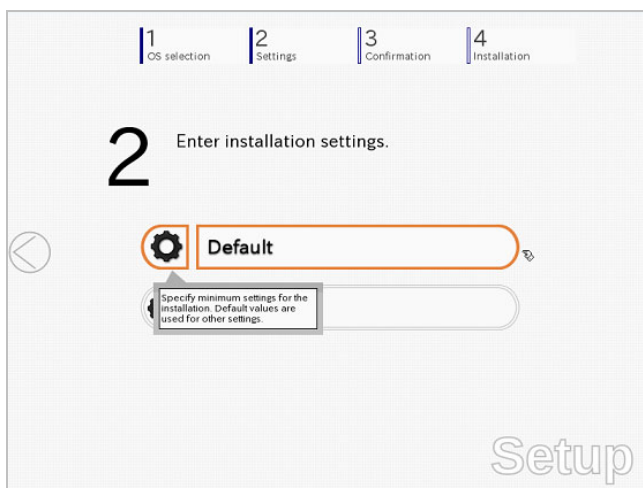 1
OS selection
2
Settings
3
Confirmation
4
Installation
2
Enter installation settings.
Default
Specify minimum settings for the
installation. Default values are
used for other settings.
Setup